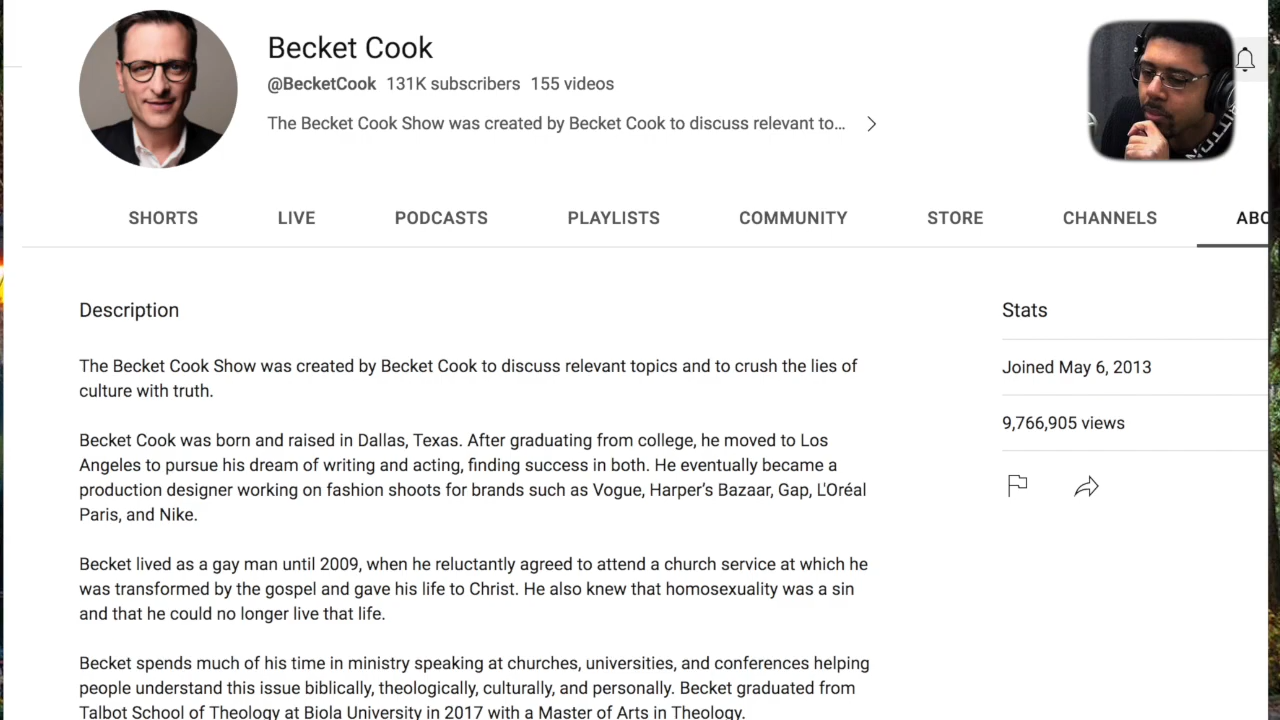 Becket Cook
@BecketCook 131K subscribers 155 videos
The Becket Cook Show was created by Becket Cook to discuss relevant to...
SHORTS LIVE PODCASTS PLAYLISTS COMMUNITY STORE CHANNELS ABO
Description
Stats
The Becket Cook Show was created by Becket Cook to discuss relevant topics and to crush the lies of
culture with truth.
Joined May 6, 2013
9,766,905 views
Becket Cook was born and raised in Dallas, Texas. After graduating from college, he moved to Los
Angeles to pursue his dream of writing and acting, finding success in both. He eventually became a
production designer working on fashion shoots for brands such as Vogue, Harper's Bazaar, Gap, L'Oréal
Paris, and Nike.
Becket lived as a gay man until 2009, when he reluctantly agreed to attend a church service at which he
was transformed by the gospel and gave his life to Christ. He also knew that homosexuality was a sin
and that he could no longer live that life.
Becket spends much of his time in ministry speaking at churches, universities, and conferences helping
people understand this issue biblically, theologically, culturally, and personally. Becket graduated from
Talbot School of Theology at Biola University in 2017 with a Master of Arts in Theology.